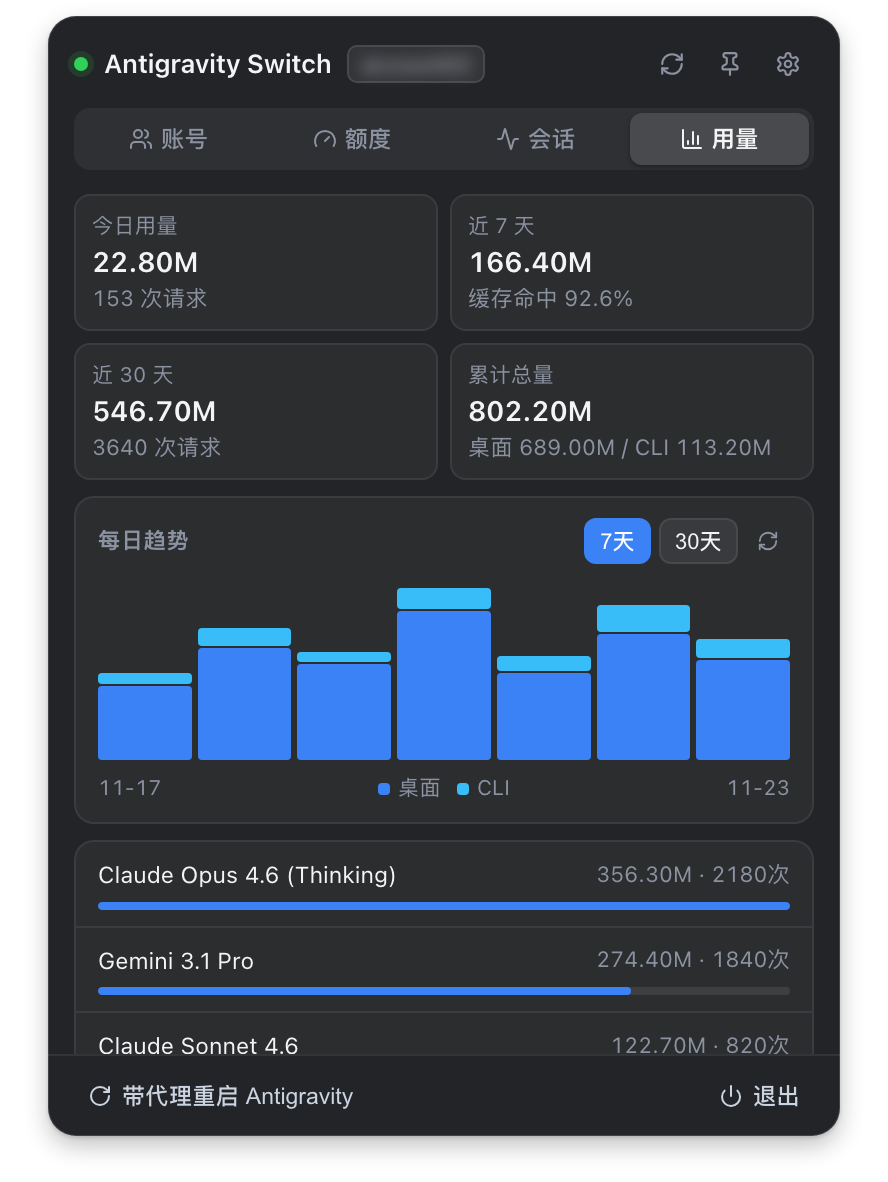 Antigravity Switch
账号 额度 会话 用量
今日用量
22.80M
153 次请求
近 7 天
166.40M
缓存命中 92.6%
近 30 天
546.70M
3640 次请求
累计总量
802.20M
桌面 689.00M / CLI 113.20M
每日趋势 7天 30天
11-17 桌面 CLI 11-23
Claude Opus 4.6 (Thinking) 356.30M · 2180次
Gemini 3.1 Pro 274.40M · 1840次
Claude Sonnet 4.6 122.70M · 820次
带代理重启 Antigravity 退出